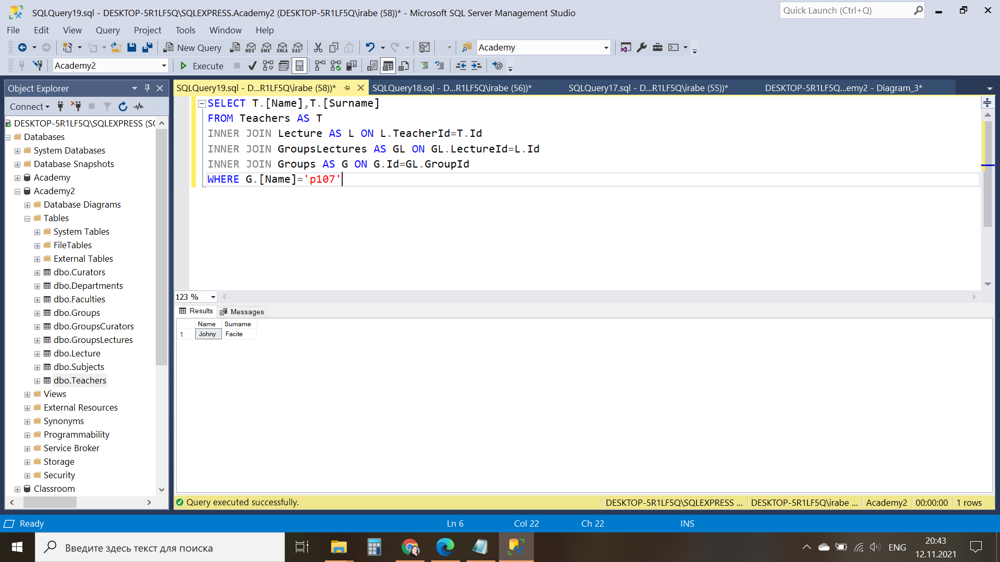 SQLQuery19.sql - DESKTOP-5R1LF5Q\SQLEXPRESS.Academy2 (DESKTOP-5R1LF5Q\irabe (58))* - Microsoft SQL Server Management Studio
Quick Launch (Ctrl+Q)
File Edit View Query Project Tools Window Help
New Query MDX DMX XMLA DAX Academy
Academy2 Execute
Object Explorer
SQLQuery19.sql - D...R1LF5Q\irabe (58))* SQLQuery18.sql - D...R1LF5Q\irabe (56))* SQLQuery17.sql - D...R1LF5Q\irabe (55))* DESKTOP-5R1LF5Q...emy2 - Diagram_3*
Connect
DESKTOP-5R1LF5Q\SQLEXPRESS (SQ
Databases
System Databases
Database Snapshots
Academy
Academy2
Database Diagrams
Tables
System Tables
FileTables
External Tables
dbo.Curators
dbo.Departments
dbo.Faculties
dbo.Groups
dbo.GroupsCurators
dbo.GroupsLectures
dbo.Lecture
dbo.Subjects
dbo.Teachers
Views
External Resources
Synonyms
Programmability
Service Broker
Storage
Security
Classroom
SELECT T.[Name],T.[Surname]
FROM Teachers AS T
INNER JOIN Lecture AS L ON L.TeacherId=T.Id
INNER JOIN GroupsLectures AS GL ON GL.LectureId=L.Id
INNER JOIN Groups AS G ON G.Id=GL.GroupId
WHERE G.[Name]='p107'
123 %
Results Messages
Name Surname
1 Johny Facite
Query executed successfully. DESKTOP-5R1LF5Q\SQLEXPRESS ... DESKTOP-5R1LF5Q\irabe ... Academy2 00:00:00 1 rows
Ready Ln 6 Col 22 Ch 22 INS
Введите здесь текст для поиска
ENG
20:43
12.11.2021